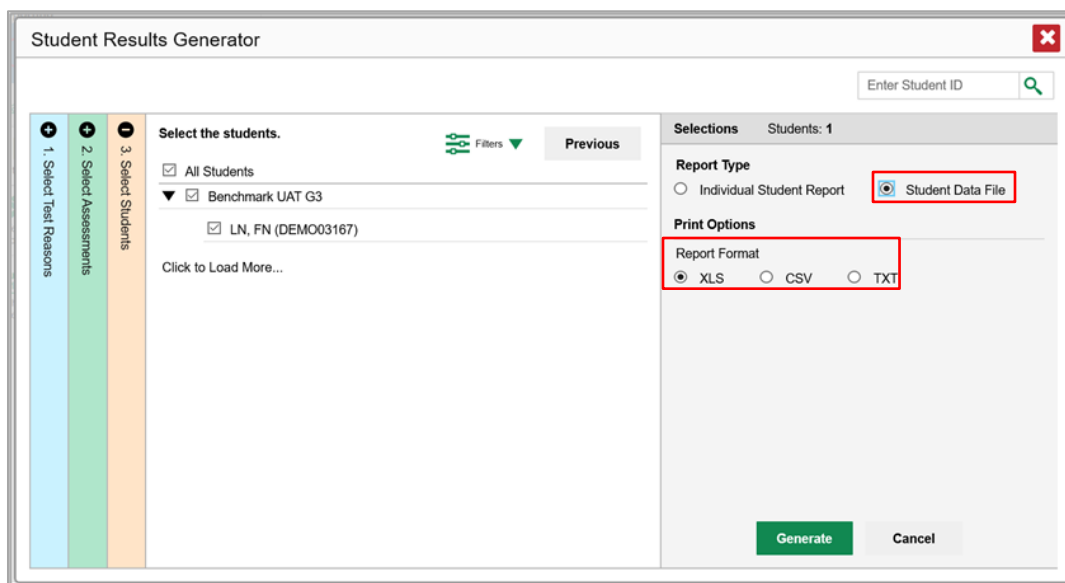 Student Results Generator
Enter Student ID
1. Select Test Reasons
2. Select Assessments
3. Select Students
Select the students.
Filters
Previous
All Students
Benchmark UAT G3
LN, FN (DEMO03167)
Click to Load More...
Selections Students: 1
Report Type
Individual Student Report Student Data File
Print Options
Report Format
XLS CSV TXT
Generate Cancel